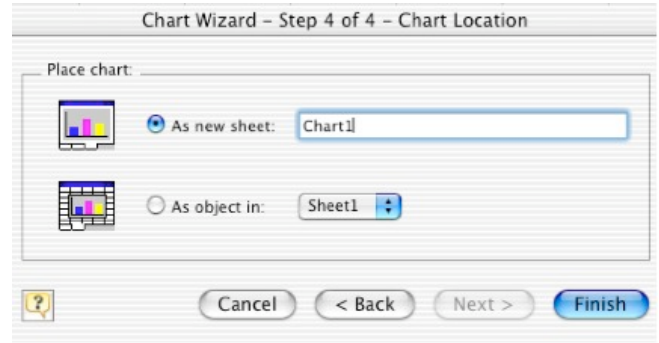 Chart Wizard – Step 4 of 4 – Chart Location
Place chart:
As new sheet: Chart1
As object in: Sheet1
? Cancel < Back Next > Finish